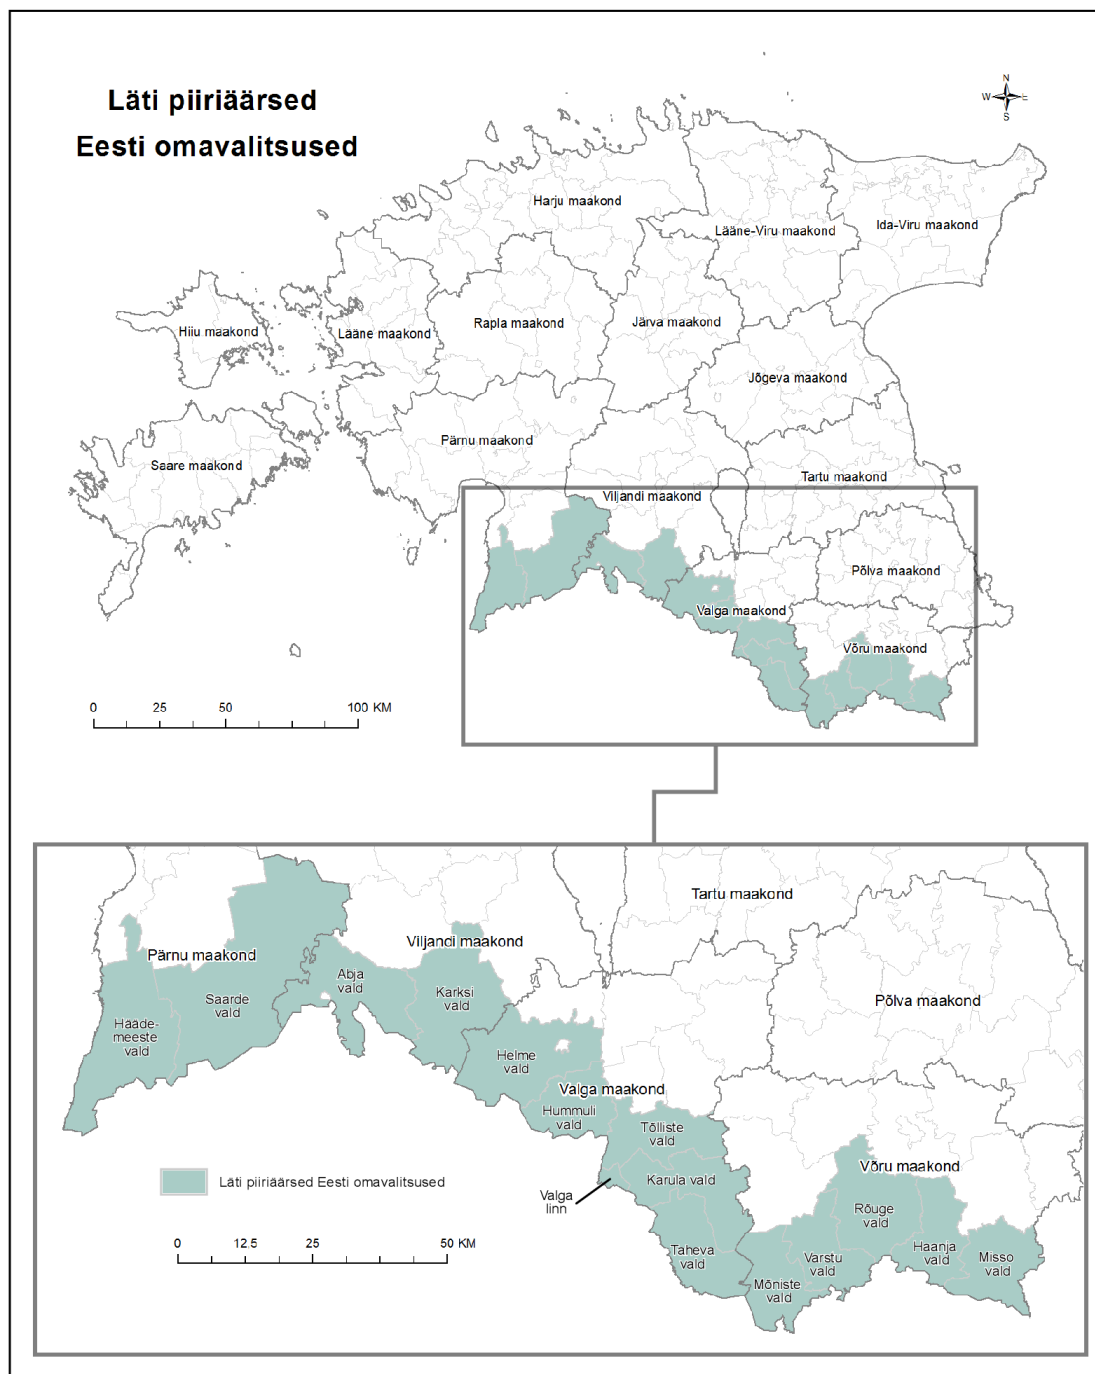 Läti piiriäärsed
Eesti omavalitsused
N
W E
S
Harju maakond
Lääne-Viru maakond
Ida-Viru maakond
Hiiu maakond
Lääne maakond
Rapla maakond
Järva maakond
Jõgeva maakond
Pärnu maakond
Saare maakond
Viljandi maakond
Tartu maakond
Põlva maakond
Valga maakond
Võru maakond
0 25 50 100 KM
Tartu maakond
Viljandi maakond
Pärnu maakond
Põlva maakond
Abja
vald
Karksi
vald
Saarde
vald
Hääde-
meeste
vald
Helme
vald
Valga maakond
Hummuli
vald
Tõlliste
vald
Võru maakond
Karula vald
Läti piiriäärsed Eesti omavalitsused
Valga
linn
Rõuge
vald
Taheva
vald
Varstu
vald
Haanja
vald
Misso
vald
Mõniste
vald
0 12.5 25 50 KM